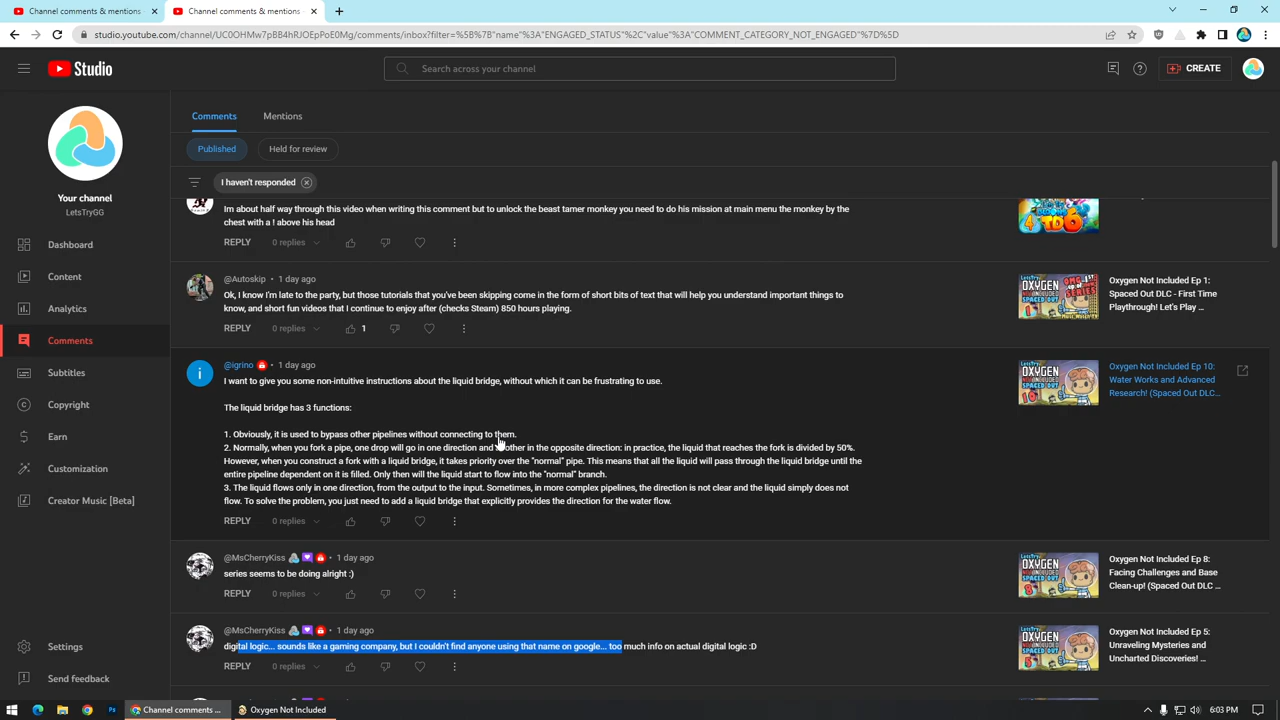 Channel comments & mentions -
Channel comments & mentions -
studio.youtube.com/channel/UC0OHMw7pBB4hRJOEpPoE0Mg/comments/inbox?filter=%5B%7B"name"%3A"ENGAGED_STATUS"%2C"value"%3A"COMMENT_CATEGORY_NOT_ENGAGED"%7D%5D
Studio
Search across your channel
CREATE
Your channel
LetsTryGG
Dashboard
Content
Analytics
Comments
Subtitles
Copyright
Earn
Customization
Creator Music [Beta]
Settings
Send feedback
Comments
Mentions
Published
Held for review
I haven't responded
Im about half way through this video when writing this comment but to unlock the beast tamer monkey you need to do his mission at main menu the monkey by the
chest with a ! above his head
REPLY 0 replies
@Autoskip • 1 day ago
Ok, I know I'm late to the party, but those tutorials that you've been skipping come in the form of short bits of text that will help you understand important things to
know, and short fun videos that I continue to enjoy after (checks Steam) 850 hours playing.
REPLY 0 replies 1
Oxygen Not Included Ep 1:
Spaced Out DLC - First Time
Playthrough! Let's Play ...
@igrino • 1 day ago
I want to give you some non-intuitive instructions about the liquid bridge, without which it can be frustrating to use.
The liquid bridge has 3 functions:
1. Obviously, it is used to bypass other pipelines without connecting to them.
2. Normally, when you fork a pipe, one drop will go in one direction and another in the opposite direction: in practice, the liquid that reaches the fork is divided by 50%.
However, when you construct a fork with a liquid bridge, it takes priority over the "normal" pipe. This means that all the liquid will pass through the liquid bridge until the
entire pipeline dependent on it is filled. Only then will the liquid start to flow into the "normal" branch.
3. The liquid flows only in one direction, from the output to the input. Sometimes, in more complex pipelines, the direction is not clear and the liquid simply does not
flow. To solve the problem, you just need to add a liquid bridge that explicitly provides the direction for the water flow.
REPLY 0 replies
Oxygen Not Included Ep 10:
Water Works and Advanced
Research! (Spaced Out DLC...
@MsCherryKiss • 1 day ago
series seems to be doing alright :)
REPLY 0 replies
Oxygen Not Included Ep 8:
Facing Challenges and Base
Clean-up! (Spaced Out DLC ...
@MsCherryKiss • 1 day ago
digital logic... sounds like a gaming company, but I couldn't find anyone using that name on google... too much info on actual digital logic :D
REPLY 0 replies
Oxygen Not Included Ep 5:
Unraveling Mysteries and
Uncharted Discoveries! ...
Channel comments ...
Oxygen Not Included
6:03 PM